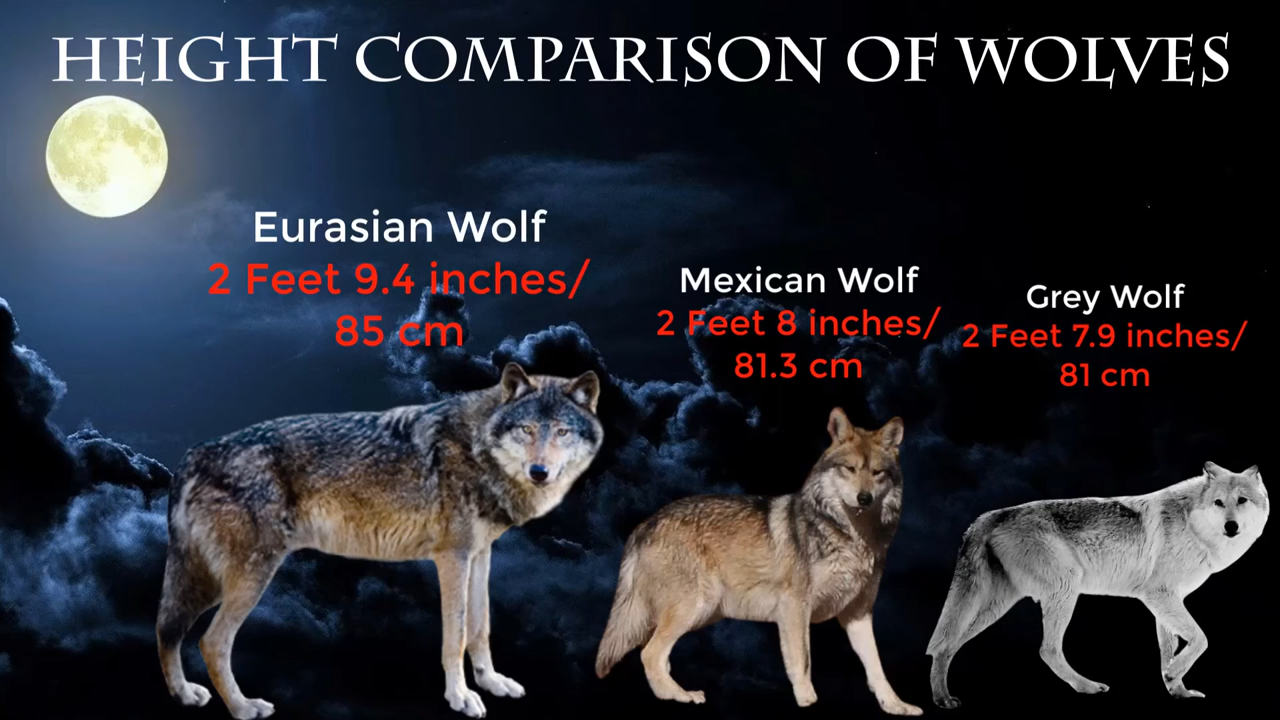 HEIGHT COMPARISON OF WOLVES
Eurasian Wolf
2 Feet 9.4 inches/
85 cm
Mexican Wolf
2 Feet 8 inches/
81.3 cm
Grey Wolf
2 Feet 7.9 inches/
81 cm